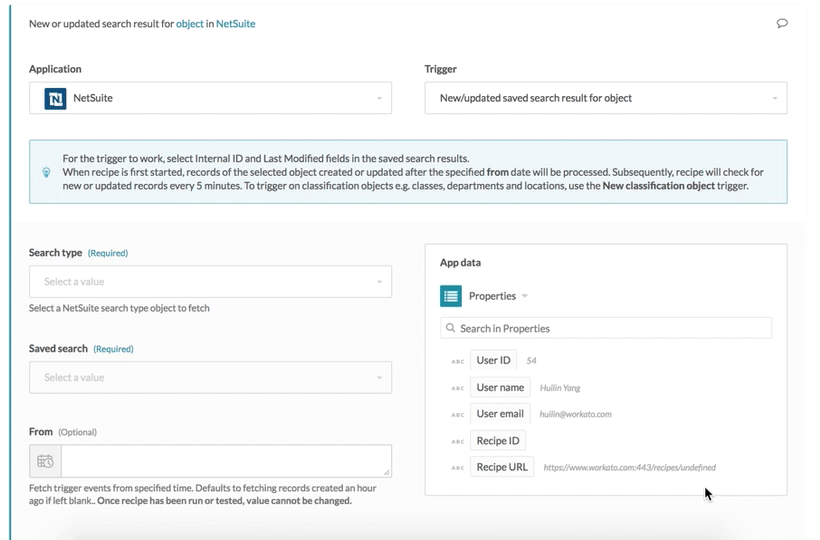 New or updated search result for object in NetSuite
Application
Trigger
NetSuite
New/updated saved search result for object
For the trigger to work, select Internal ID and Last Modified fields in the saved search results.
When recipe is first started, records of the selected object created or updated after the specified from date will be processed. Subsequently, recipe will check for
new or updated records every 5 minutes. To trigger on classification objects e.g. classes, departments and locations, use the New classification object trigger.
Search type (Required)
Select a value
Select a NetSuite search type object to fetch
Saved search (Required)
Select a value
From (Optional)
Fetch trigger events from specified time. Defaults to fetching records created an hour
ago if left blank.. Once recipe has been run or tested, value cannot be changed.
App data
Properties
Search in Properties
ABC User ID 54
ABC User name Huilin Yang
ABC User email huilin@workato.com
ABC Recipe ID
ABC Recipe URL https://www.workato.com:443/recipes/undefined